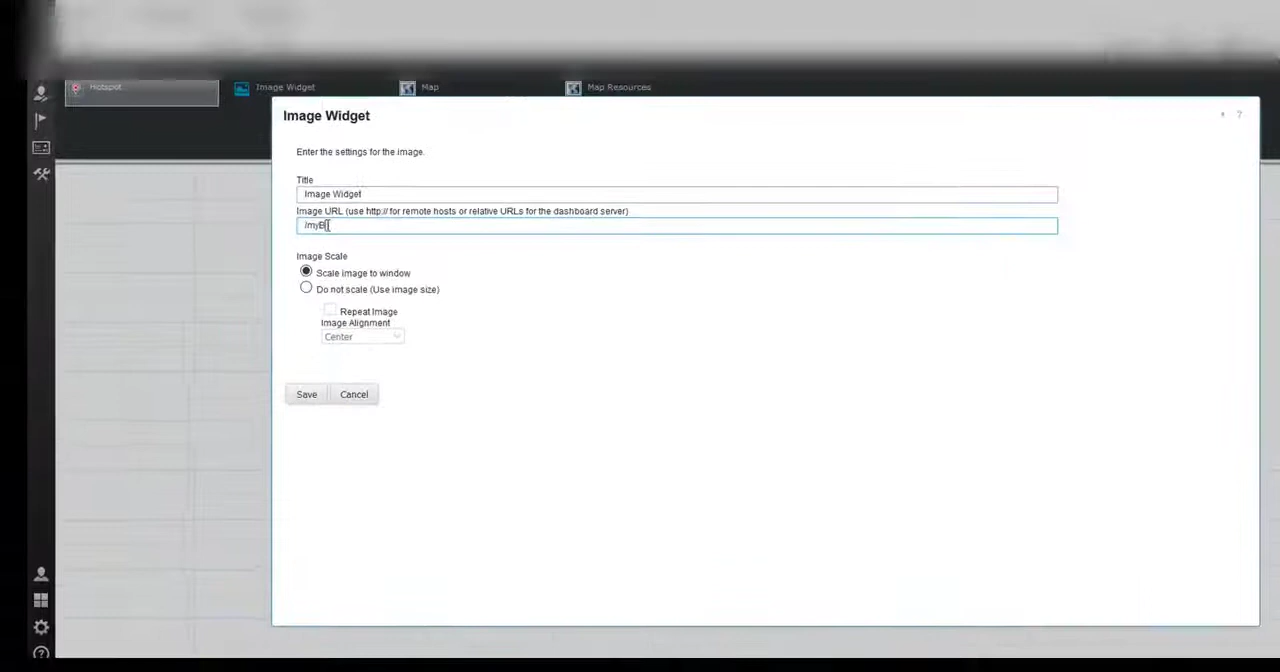 Hotspot
Image Widget
Map
Map Resources
Image Widget
?
Enter the settings for the image.
Title
Image Widget
Image URL (use http:// for remote hosts or relative URLs for the dashboard server)
/myB
Image Scale
Scale image to window
Do not scale (Use image size)
Repeat Image
Image Alignment
Center
Save
Cancel